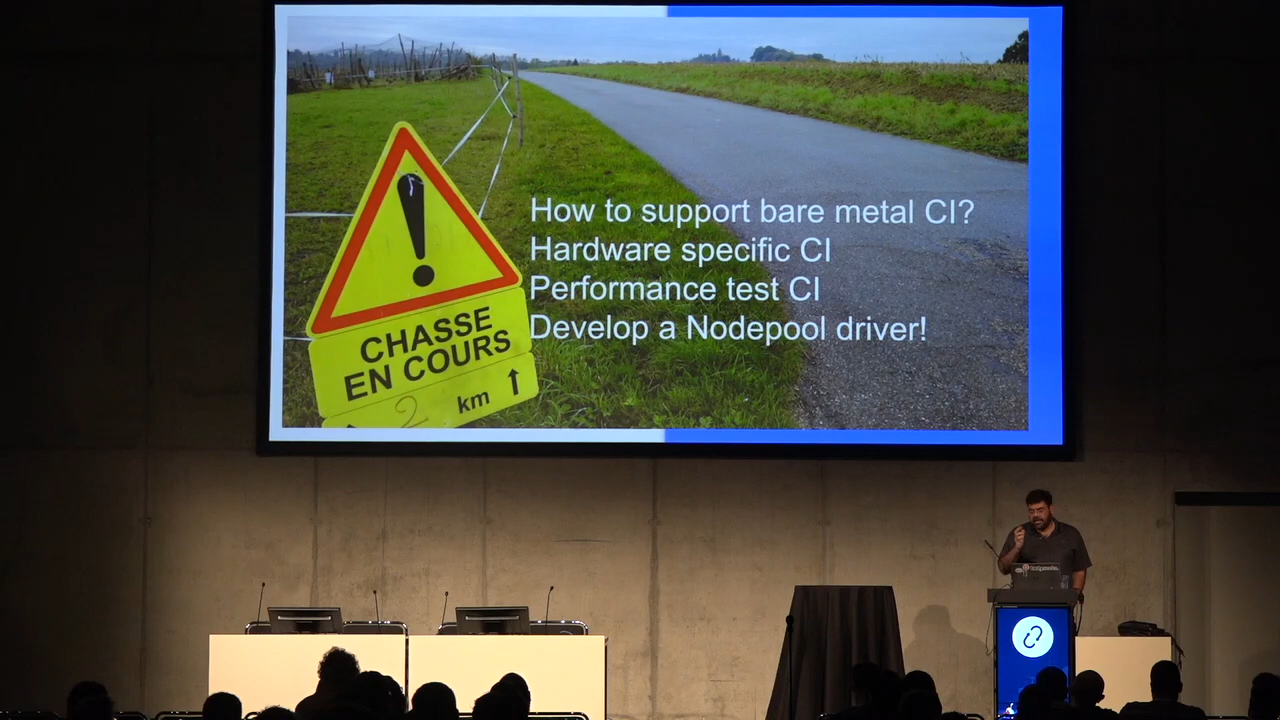 How to support bare metal CI?
Hardware specific CI
Performance test CI
Develop a Nodepool driver!
CHASSE
EN COURS
2 km